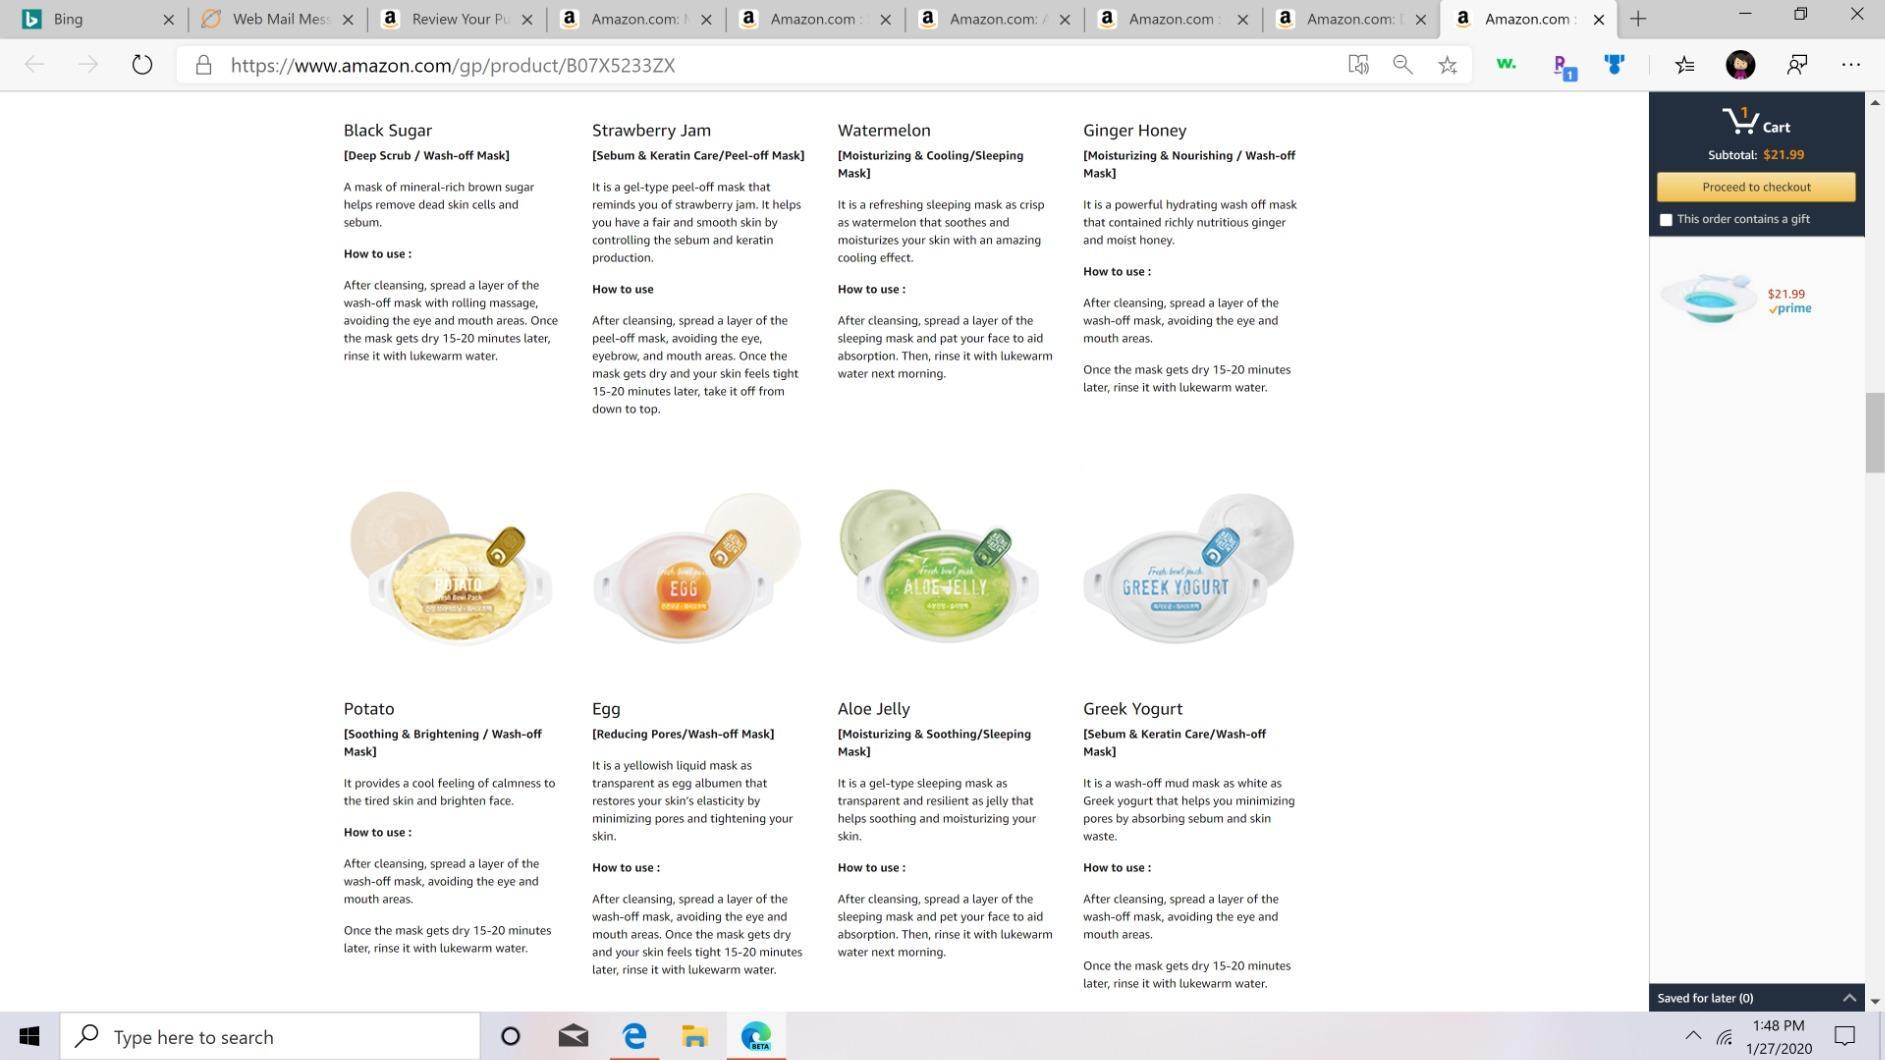 Bing
Web Mail Mess
Review Your Pu
Amazon.com: M
Amazon.com :
Amazon.com: A
Amazon.com :
Amazon.com: D
Amazon.com :
https://www.amazon.com/gp/product/B07X5233ZX
w.
R
1
Black Sugar
[Deep Scrub / Wash-off Mask]
A mask of mineral-rich brown sugar
helps remove dead skin cells and
sebum.
How to use :
After cleansing, spread a layer of the
wash-off mask with rolling massage,
avoiding the eye and mouth areas. Once
the mask gets dry 15-20 minutes later,
rinse it with lukewarm water.
Strawberry Jam
[Sebum & Keratin Care/Peel-off Mask]
It is a gel-type peel-off mask that
reminds you of strawberry jam. It helps
you have a fair and smooth skin by
controlling the sebum and keratin
production.
How to use
After cleansing, spread a layer of the
peel-off mask, avoiding the eye,
eyebrow, and mouth areas. Once the
mask gets dry and your skin feels tight
15-20 minutes later, take it off from
down to top.
Watermelon
[Moisturizing & Cooling/Sleeping
Mask]
It is a refreshing sleeping mask as crisp
as watermelon that soothes and
moisturizes your skin with an amazing
cooling effect.
How to use :
After cleansing, spread a layer of the
sleeping mask and pat your face to aid
absorption. Then, rinse it with lukewarm
water next morning.
Ginger Honey
[Moisturizing & Nourishing / Wash-off
Mask]
It is a powerful hydrating wash off mask
that contained richly nutritious ginger
and moist honey.
How to use :
After cleansing, spread a layer of the
wash-off mask, avoiding the eye and
mouth areas.
Once the mask gets dry 15-20 minutes
later, rinse it with lukewarm water.
POTATO
Fresh Bowl Pack
Fresh bowl pack
EGG
Fresh bowl pack
ALOE JELLY
Fresh bowl pack
GREEK YOGURT
Potato
[Soothing & Brightening / Wash-off
Mask]
It provides a cool feeling of calmness to
the tired skin and brighten face.
How to use :
After cleansing, spread a layer of the
wash-off mask, avoiding the eye and
mouth areas.
Once the mask gets dry 15-20 minutes
later, rinse it with lukewarm water.
Egg
[Reducing Pores/Wash-off Mask]
It is a yellowish liquid mask as
transparent as egg albumen that
restores your skin's elasticity by
minimizing pores and tightening your
skin.
How to use :
After cleansing, spread a layer of the
wash-off mask, avoiding the eye and
mouth areas. Once the mask gets dry
and your skin feels tight 15-20 minutes
later, rinse it with lukewarm water.
Aloe Jelly
[Moisturizing & Soothing/Sleeping
Mask]
It is a gel-type sleeping mask as
transparent and resilient as jelly that
helps soothing and moisturizing your
skin.
How to use :
After cleansing, spread a layer of the
sleeping mask and pet your face to aid
absorption. Then, rinse it with lukewarm
water next morning.
Greek Yogurt
[Sebum & Keratin Care/Wash-off
Mask]
It is a wash-off mud mask as white as
Greek yogurt that helps you minimizing
pores by absorbing sebum and skin
waste.
How to use :
After cleansing, spread a layer of the
wash-off mask, avoiding the eye and
mouth areas.
Once the mask gets dry 15-20 minutes
later, rinse it with lukewarm water.
1
Cart
Subtotal: $21.99
Proceed to checkout
This order contains a gift
$21.99
prime
Saved for later (0)
Type here to search
BETA
1:48 PM
1/27/2020